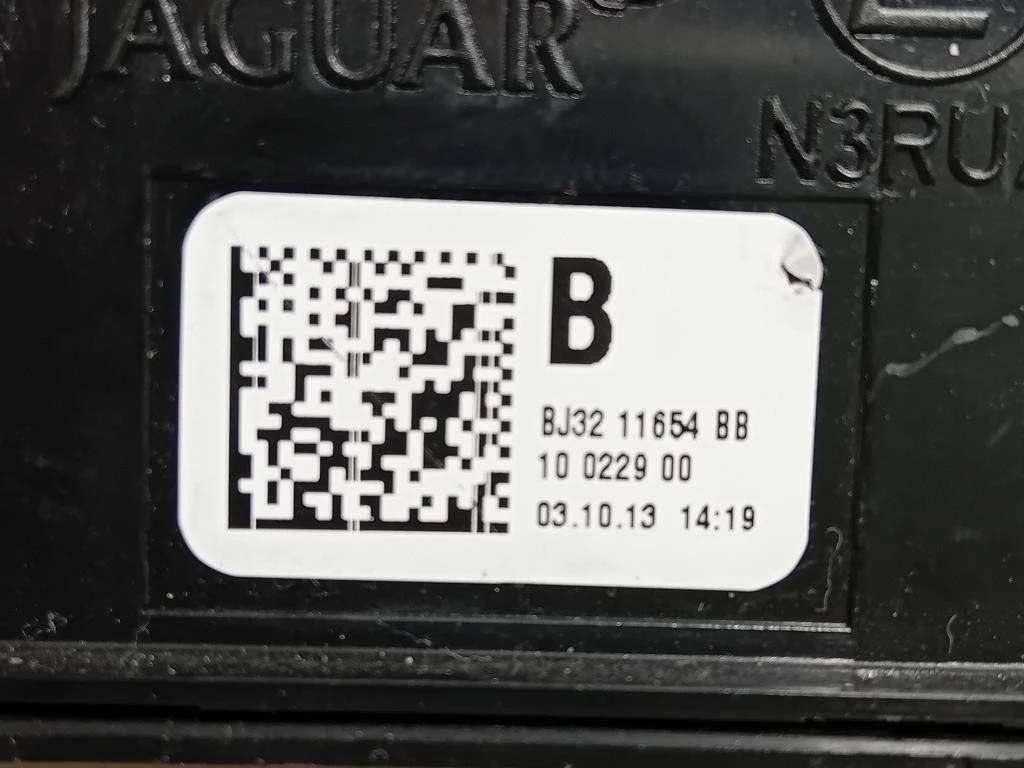 JAGUAR
N3RU
B
BJ32 11654 BB
10 0229 00
03.10.13 14:19